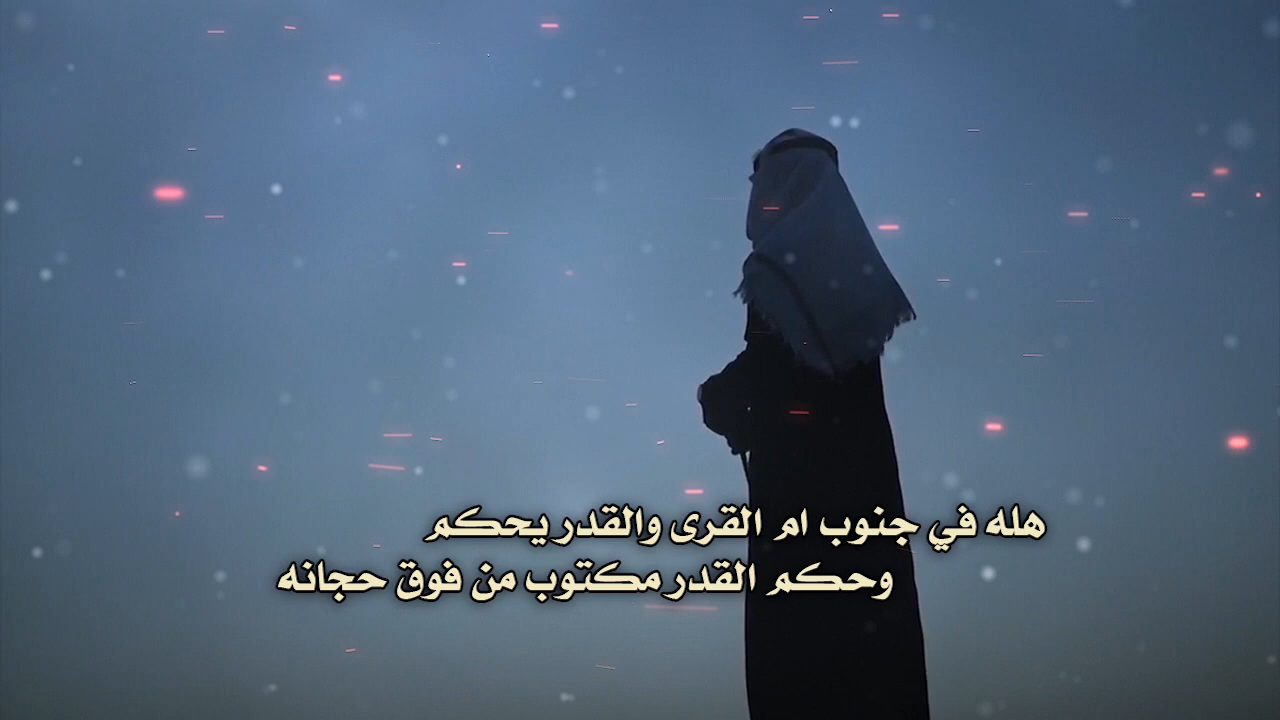 هله في جنوب ام القرى والقدر يحكم
وحكم القدر مكتوب من فوق حجانه